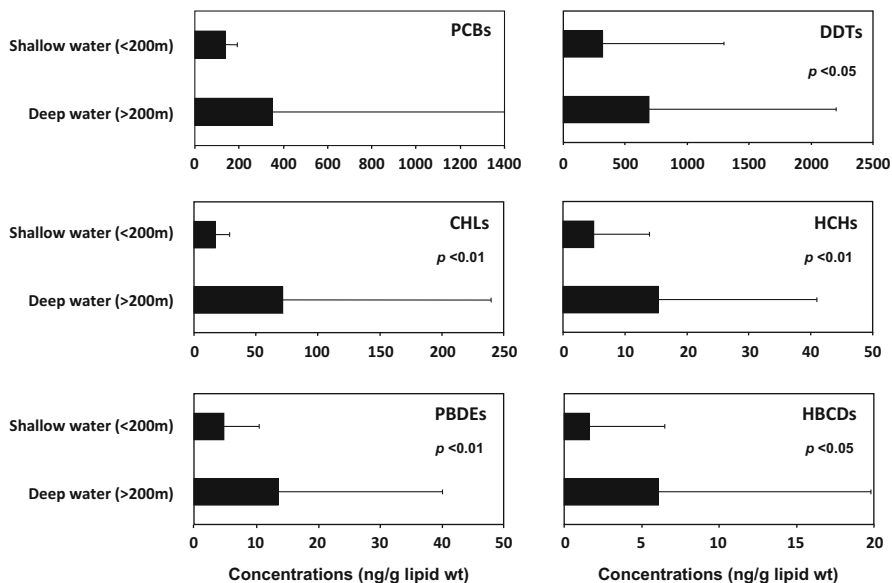 PCBs
Shallow water (<200m)
Deep water (>200m)
0 200 400 600 800 1000 1200 1400
DDTs
p <0.05
0 500 1000 1500 2000 2500
CHLs
p <0.01
Shallow water (<200m)
Deep water (>200m)
0 50 100 150 200 250
HCHs
p <0.01
0 10 20 30 40 50
PBDEs
p <0.01
Shallow water (<200m)
Deep water (>200m)
0 10 20 30 40 50
Concentrations (ng/g lipid wt)
HBCDs
p <0.05
0 5 10 15 20
Concentrations (ng/g lipid wt)